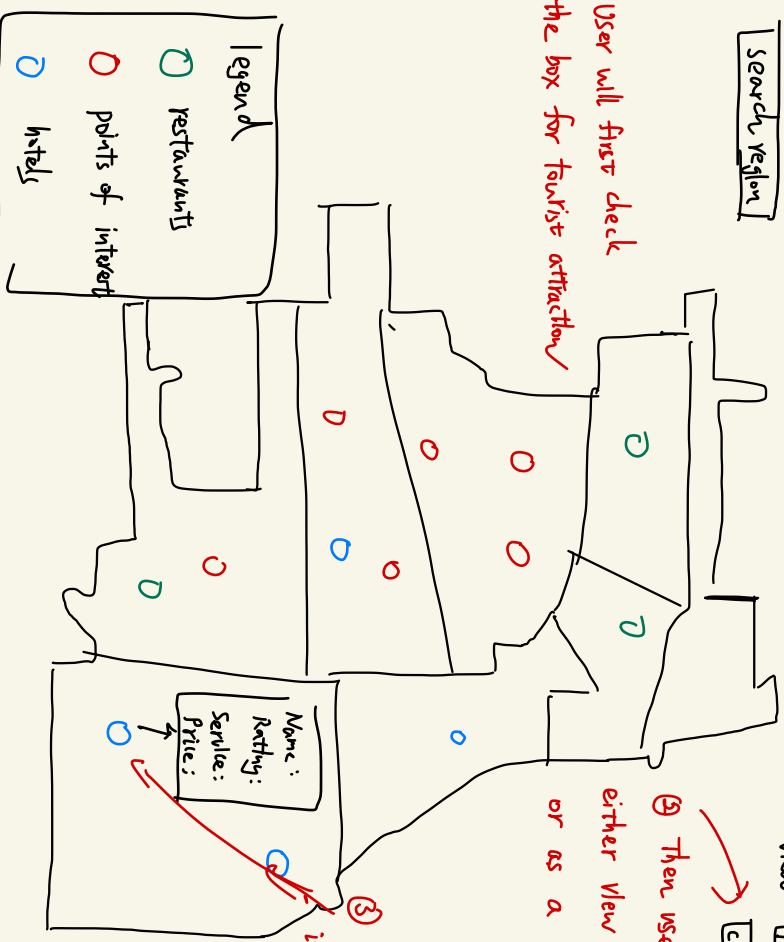 search region
User will first check
the box for tourist attraction
legend
restaurants
points of interest
hotels
Name:
Rating:
Service:
Price:
③
③ Then use
either view
or as a